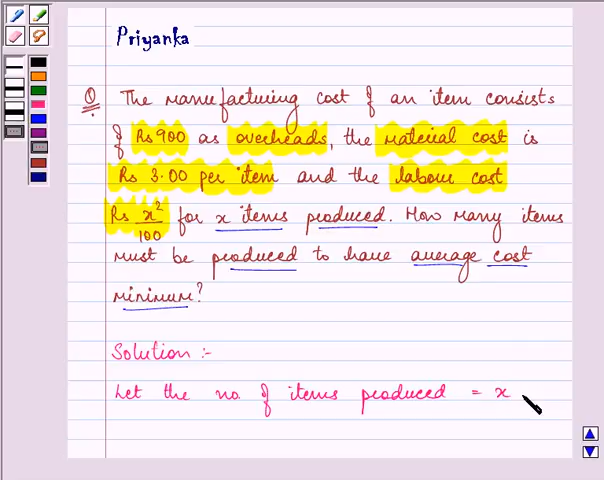 Priyanka
Q The manufacturing cost of an item consists
of Rs 900 as overheads, the material cost is
Rs 3.00 per item and the labour cost
Rs x²/100 for x items produced. How many items
must be produced to have average cost
minimum?
Solution :-
Let the no. of items produced = x